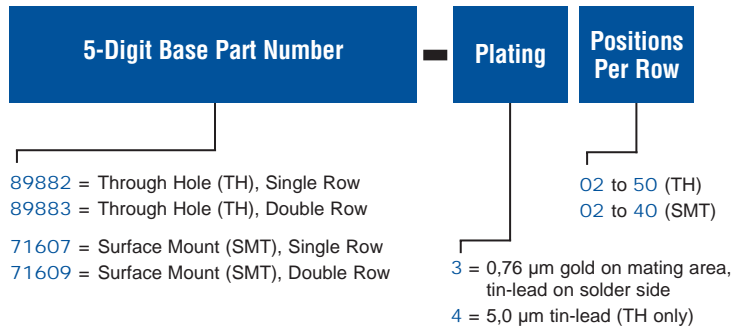 5-Digit Base Part Number - Plating Positions Per Row
89882 = Through Hole (TH), Single Row
89883 = Through Hole (TH), Double Row
71607 = Surface Mount (SMT), Single Row
71609 = Surface Mount (SMT), Double Row
3 = 0,76 µm gold on mating area,
tin-lead on solder side
4 = 5,0 µm tin-lead (TH only)
02 to 50 (TH)
02 to 40 (SMT)